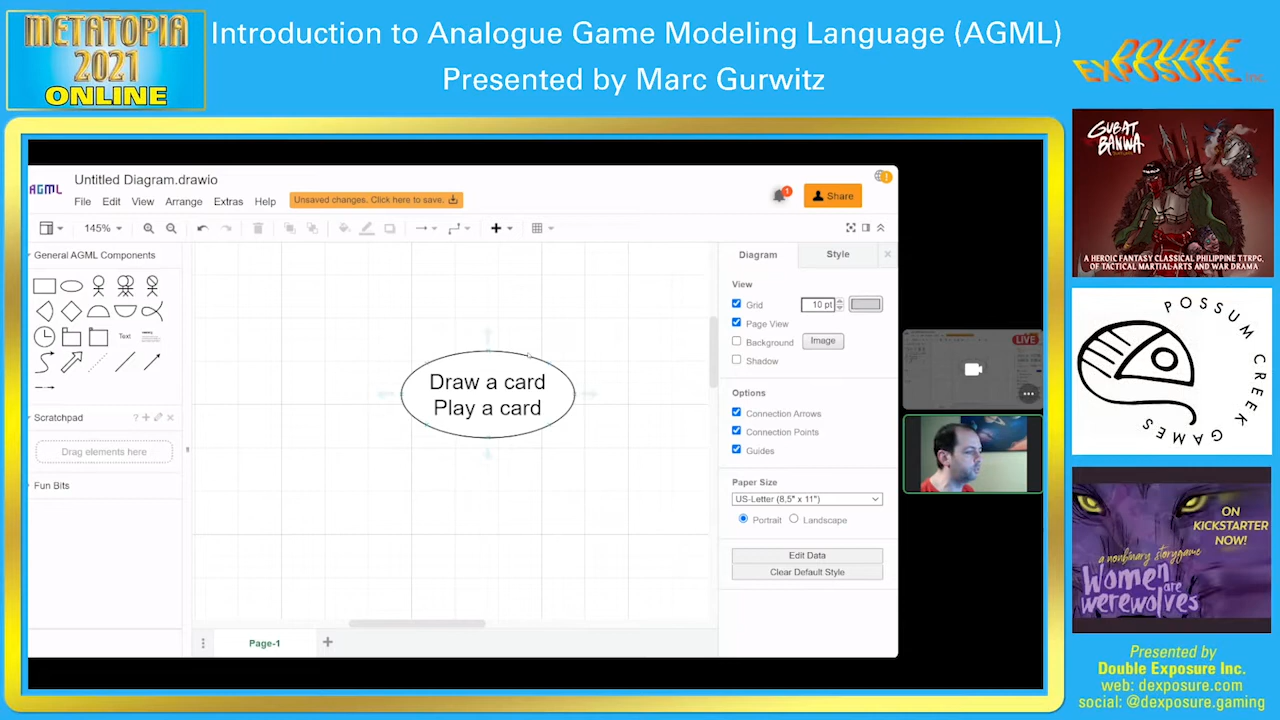 METATOPIA
2021
ONLINE
Introduction to Analogue Game Modeling Language (AGML)
Presented by Marc Gurwitz
DOUBLE
EXPOSURE
AGML
Untitled Diagram.drawio
File Edit View Arrange Extras Help
Unsaved changes. Click here to save.
1
Share
145%
General AGML Components
Text
Scratchpad
?
Drag elements here
Fun Bits
Draw a card
Play a card
Diagram
Style
View
Grid
10 pt
Page View
Background
Image
Shadow
Options
Connection Arrows
Connection Points
Guides
Paper Size
US-Letter (8,5" x 11")
Portrait
Landscape
Edit Data
Clear Default Style
Page-1
LIVE
GUBAT
BANWA
A HEROIC FANTASY CLASSICAL PHILIPPINE TTRPG,
OF TACTICAL MARTIAL-ARTS AND WAR DRAMA
POSSUM CREEK
GAMES
ON
KICKSTARTER
NOW!
a nonbinary storygame
Women
are
werewolves
Presented by
Double Exposure Inc.
web: dexposure.com
social: @dexposure.gaming